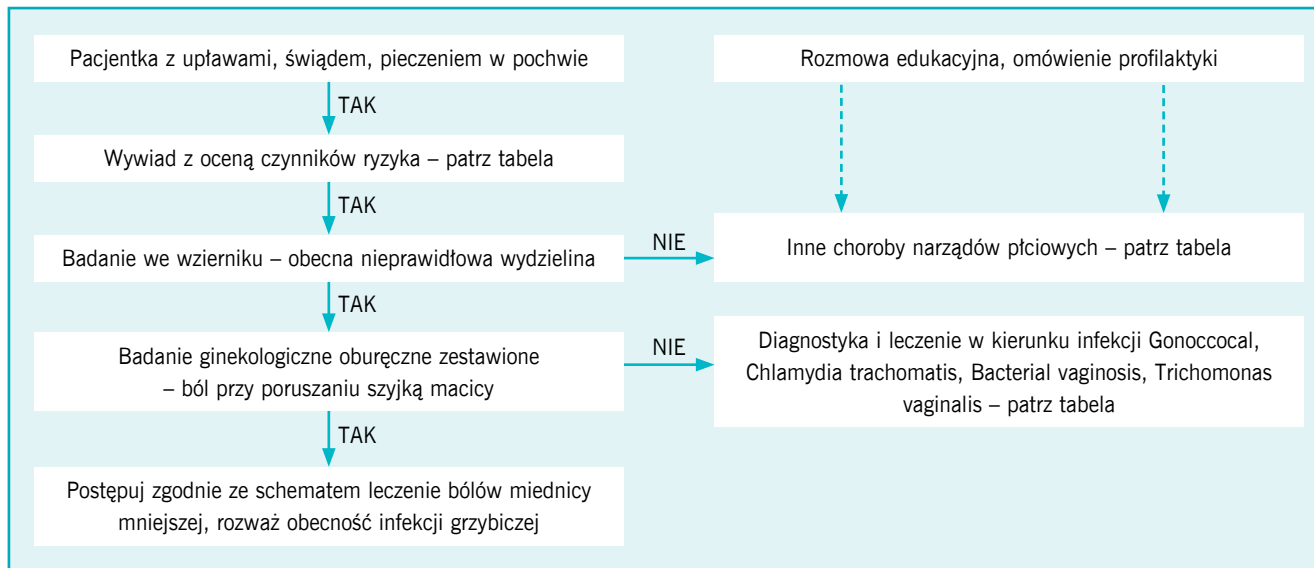 Pacjentka z upławami, świądem, pieczeniem w pochwie
TAK
Wywiad z oceną czynników ryzyka – patrz tabela
TAK
Badanie we wzierniku – obecna nieprawidłowa wydzielina
NIE
TAK
Badanie ginekologiczne oburęczne zestawione
– ból przy poruszaniu szyjką macicy
NIE
TAK
Postępuj zgodnie ze schematem leczenie bólów miednicy
mniejszej, rozważ obecność infekcji grzybiczej
Rozmowa edukacyjna, omówienie profilaktyki
Inne choroby narządów płciowych – patrz tabela
Diagnostyka i leczenie w kierunku infekcji Gonoccocal,
Chlamydia trachomatis, Bacterial vaginosis, Trichomonas
vaginalis – patrz tabela